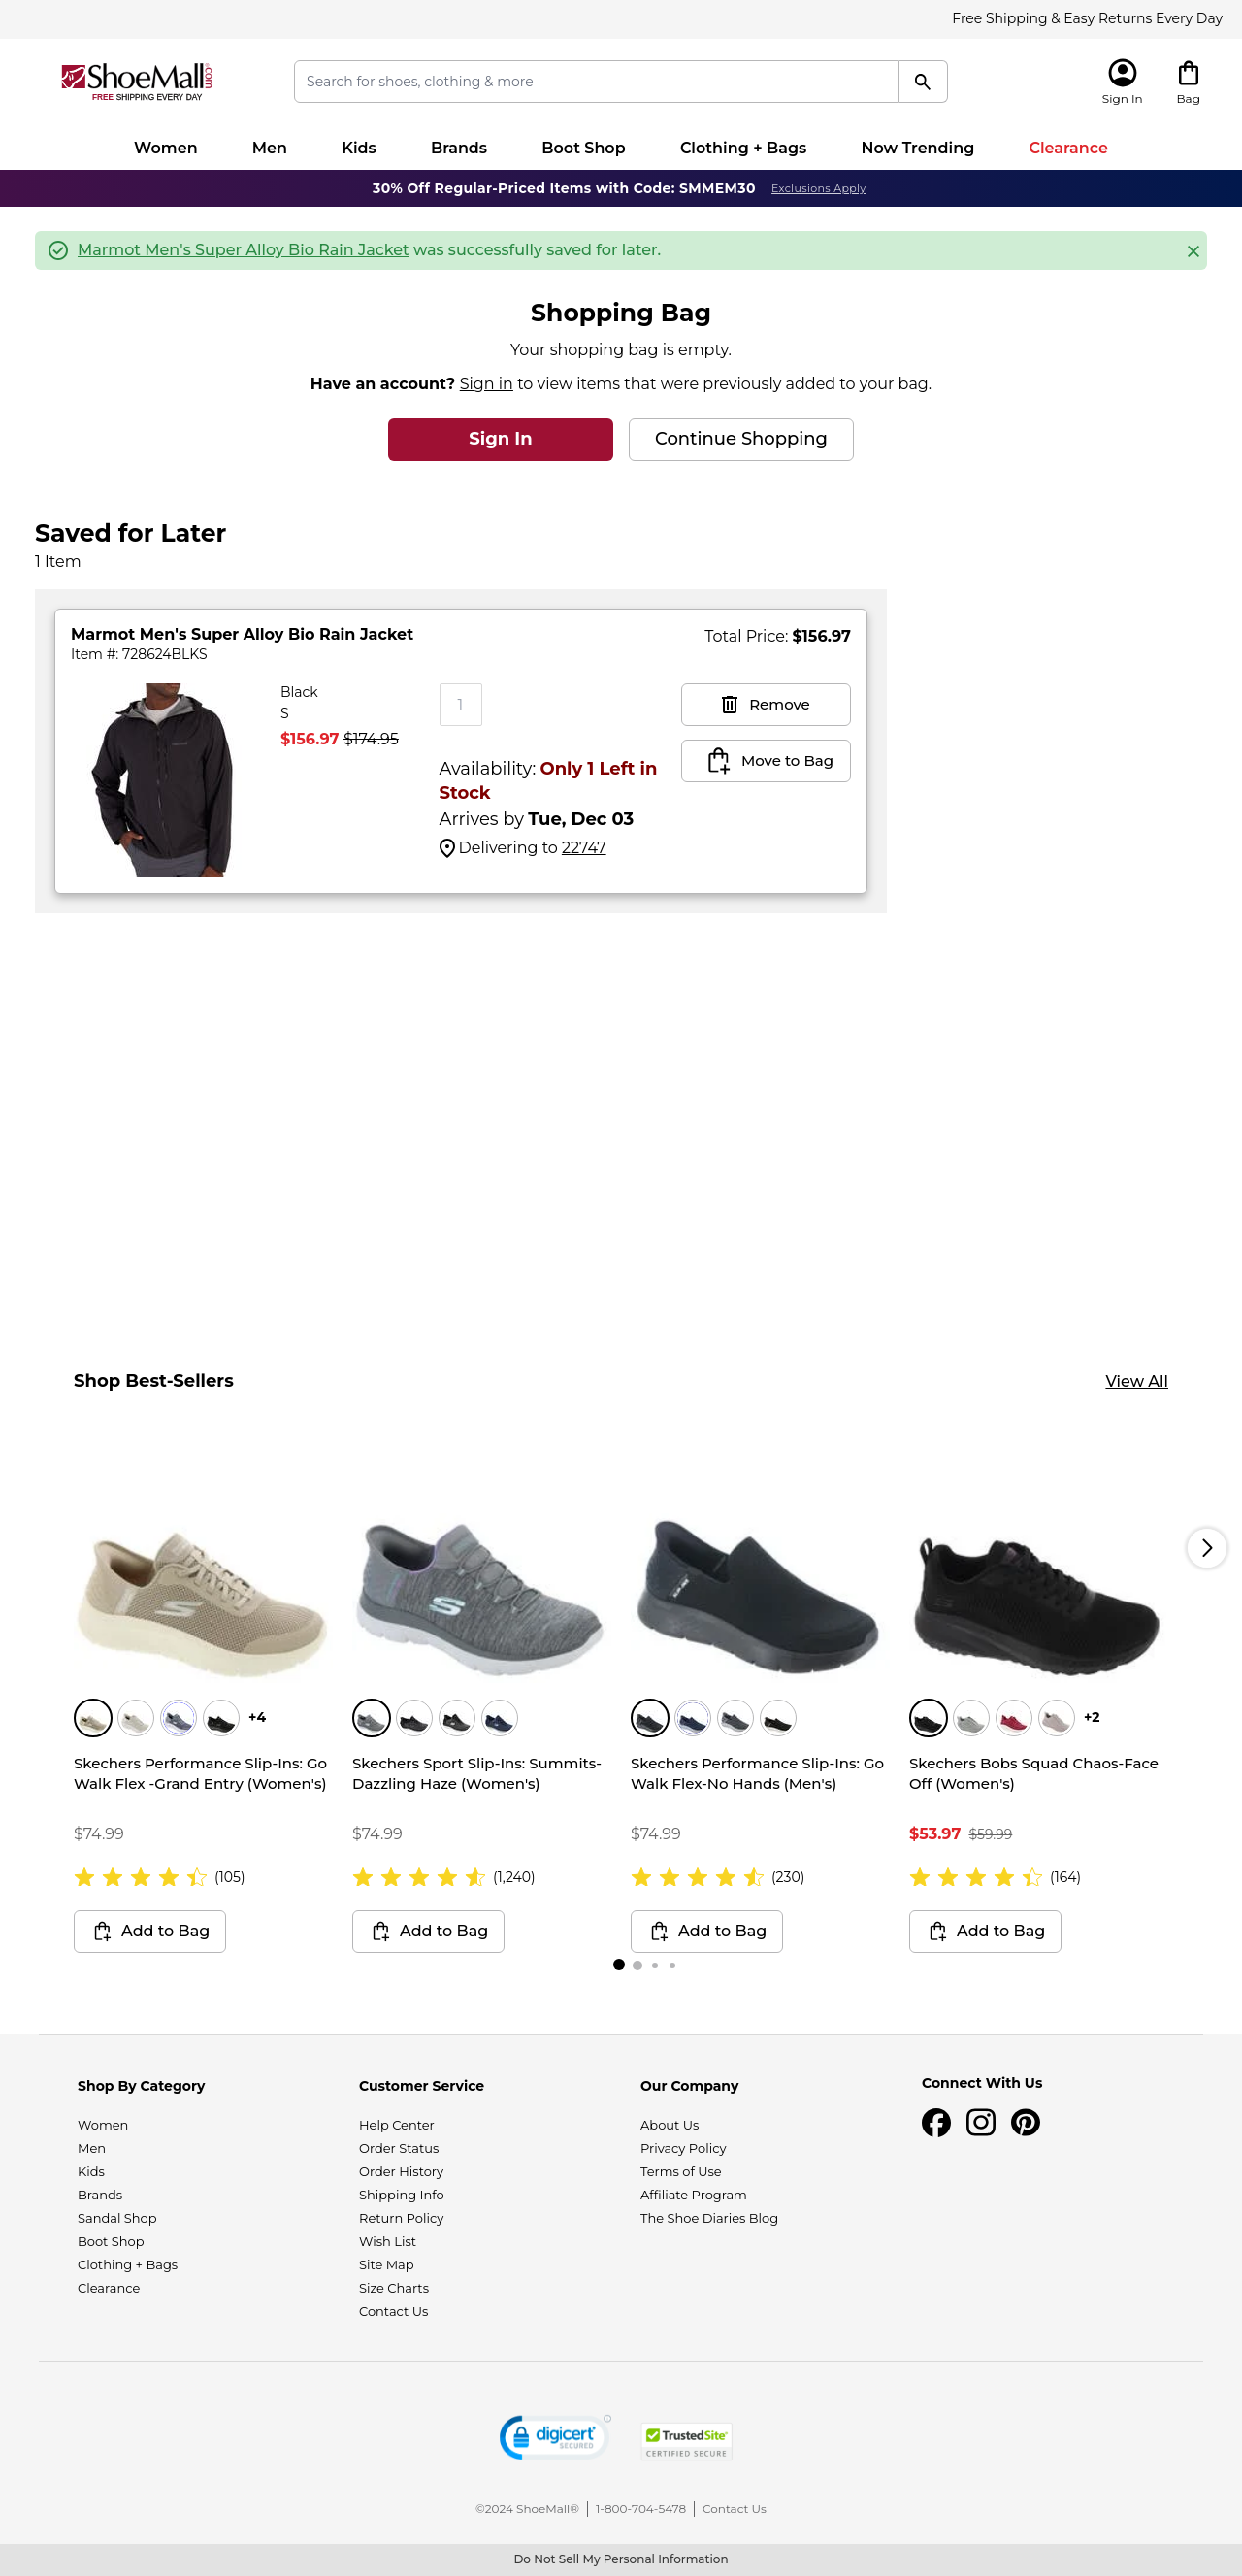 Free Shipping & Easy Returns Every Day
ShoeMall.com
FREE SHIPPING EVERY DAY
Search for shoes, clothing & more
Sign In
Bag
Women
Men
Kids
Brands
Boot Shop
Clothing + Bags
Now Trending
Clearance
30% Off Regular-Priced Items with Code: SMMEM30 Exclusions Apply
Marmot Men's Super Alloy Bio Rain Jacket was successfully saved for later.
Shopping Bag
Your shopping bag is empty.
Have an account? Sign in to view items that were previously added to your bag.
Sign In
Continue Shopping
Saved for Later
1 Item
Marmot Men's Super Alloy Bio Rain Jacket
Item #: 728624BLKS
Total Price: $156.97
Black
S
$156.97 $174.95
1
Availability: Only 1 Left in
Stock
Arrives by Tue, Dec 03
Delivering to 22747
Remove
Move to Bag
Shop Best-Sellers
View All
+4
Skechers Performance Slip-Ins: Go
Walk Flex -Grand Entry (Women's)
$74.99
(105)
Add to Bag
Skechers Sport Slip-Ins: Summits-
Dazzling Haze (Women's)
$74.99
(1,240)
Add to Bag
Skechers Performance Slip-Ins: Go
Walk Flex-No Hands (Men's)
$74.99
(230)
Add to Bag
+2
Skechers Bobs Squad Chaos-Face
Off (Women's)
$53.97 $59.99
(164)
Add to Bag
Shop By Category
Women
Men
Kids
Brands
Sandal Shop
Boot Shop
Clothing + Bags
Clearance
Customer Service
Help Center
Order Status
Order History
Shipping Info
Return Policy
Wish List
Site Map
Size Charts
Contact Us
Our Company
About Us
Privacy Policy
Terms of Use
Affiliate Program
The Shoe Diaries Blog
Connect With Us
digicert
SECURED
TrustedSite
CERTIFIED SECURE
©2024 ShoeMall®
1-800-704-5478
Contact Us
Do Not Sell My Personal Information